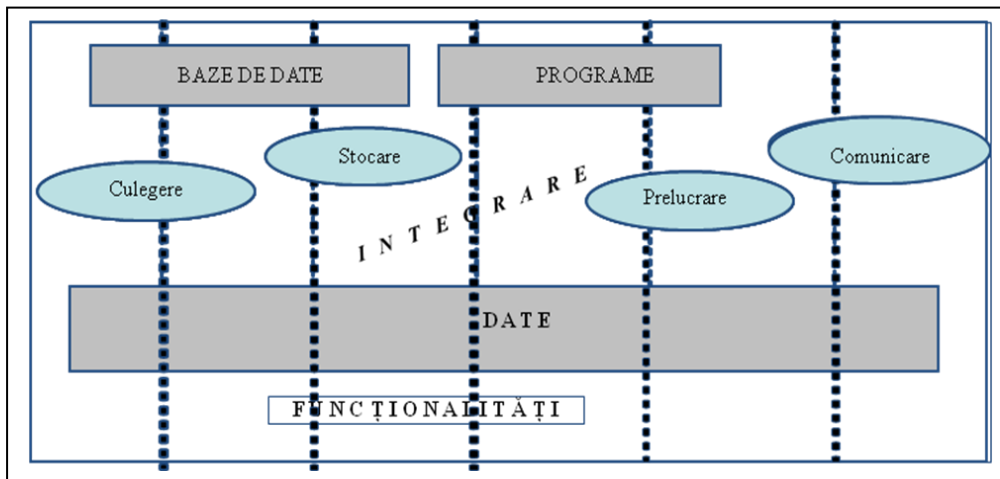 BAZE DE DATE
PROGRAME
Stocare
Comunicare
Culegere
Prelucrare
INTEGRARE
DATE
FUNCȚIONALITĂȚI